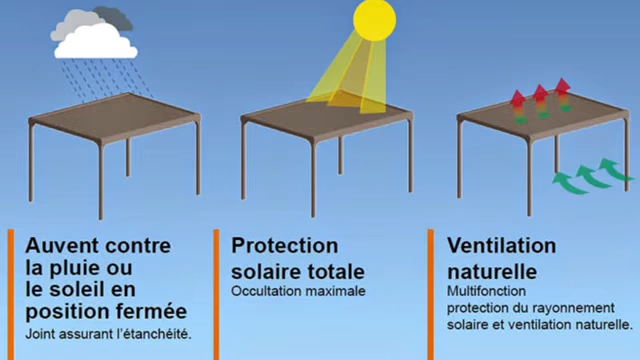 Auvent contre
la pluie ou
le soleil en
position fermée
Joint assurant l'étanchéité.
Protection
solaire totale
Occultation maximale
Ventilation
naturelle
Multifonction
protection du rayonnement
solaire et ventilation naturelle.